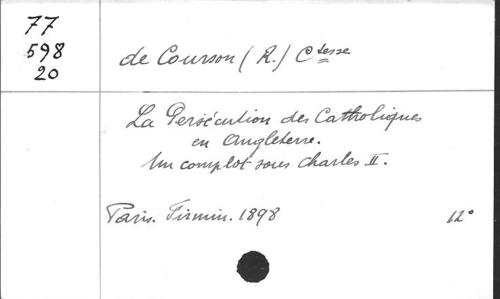 77
598
20
de Courson (R.) Ctesse
La Persécution des Catholiques
en Angleterre.
Un complot sous Charles II.
Paris. Firmin. 1898 12°